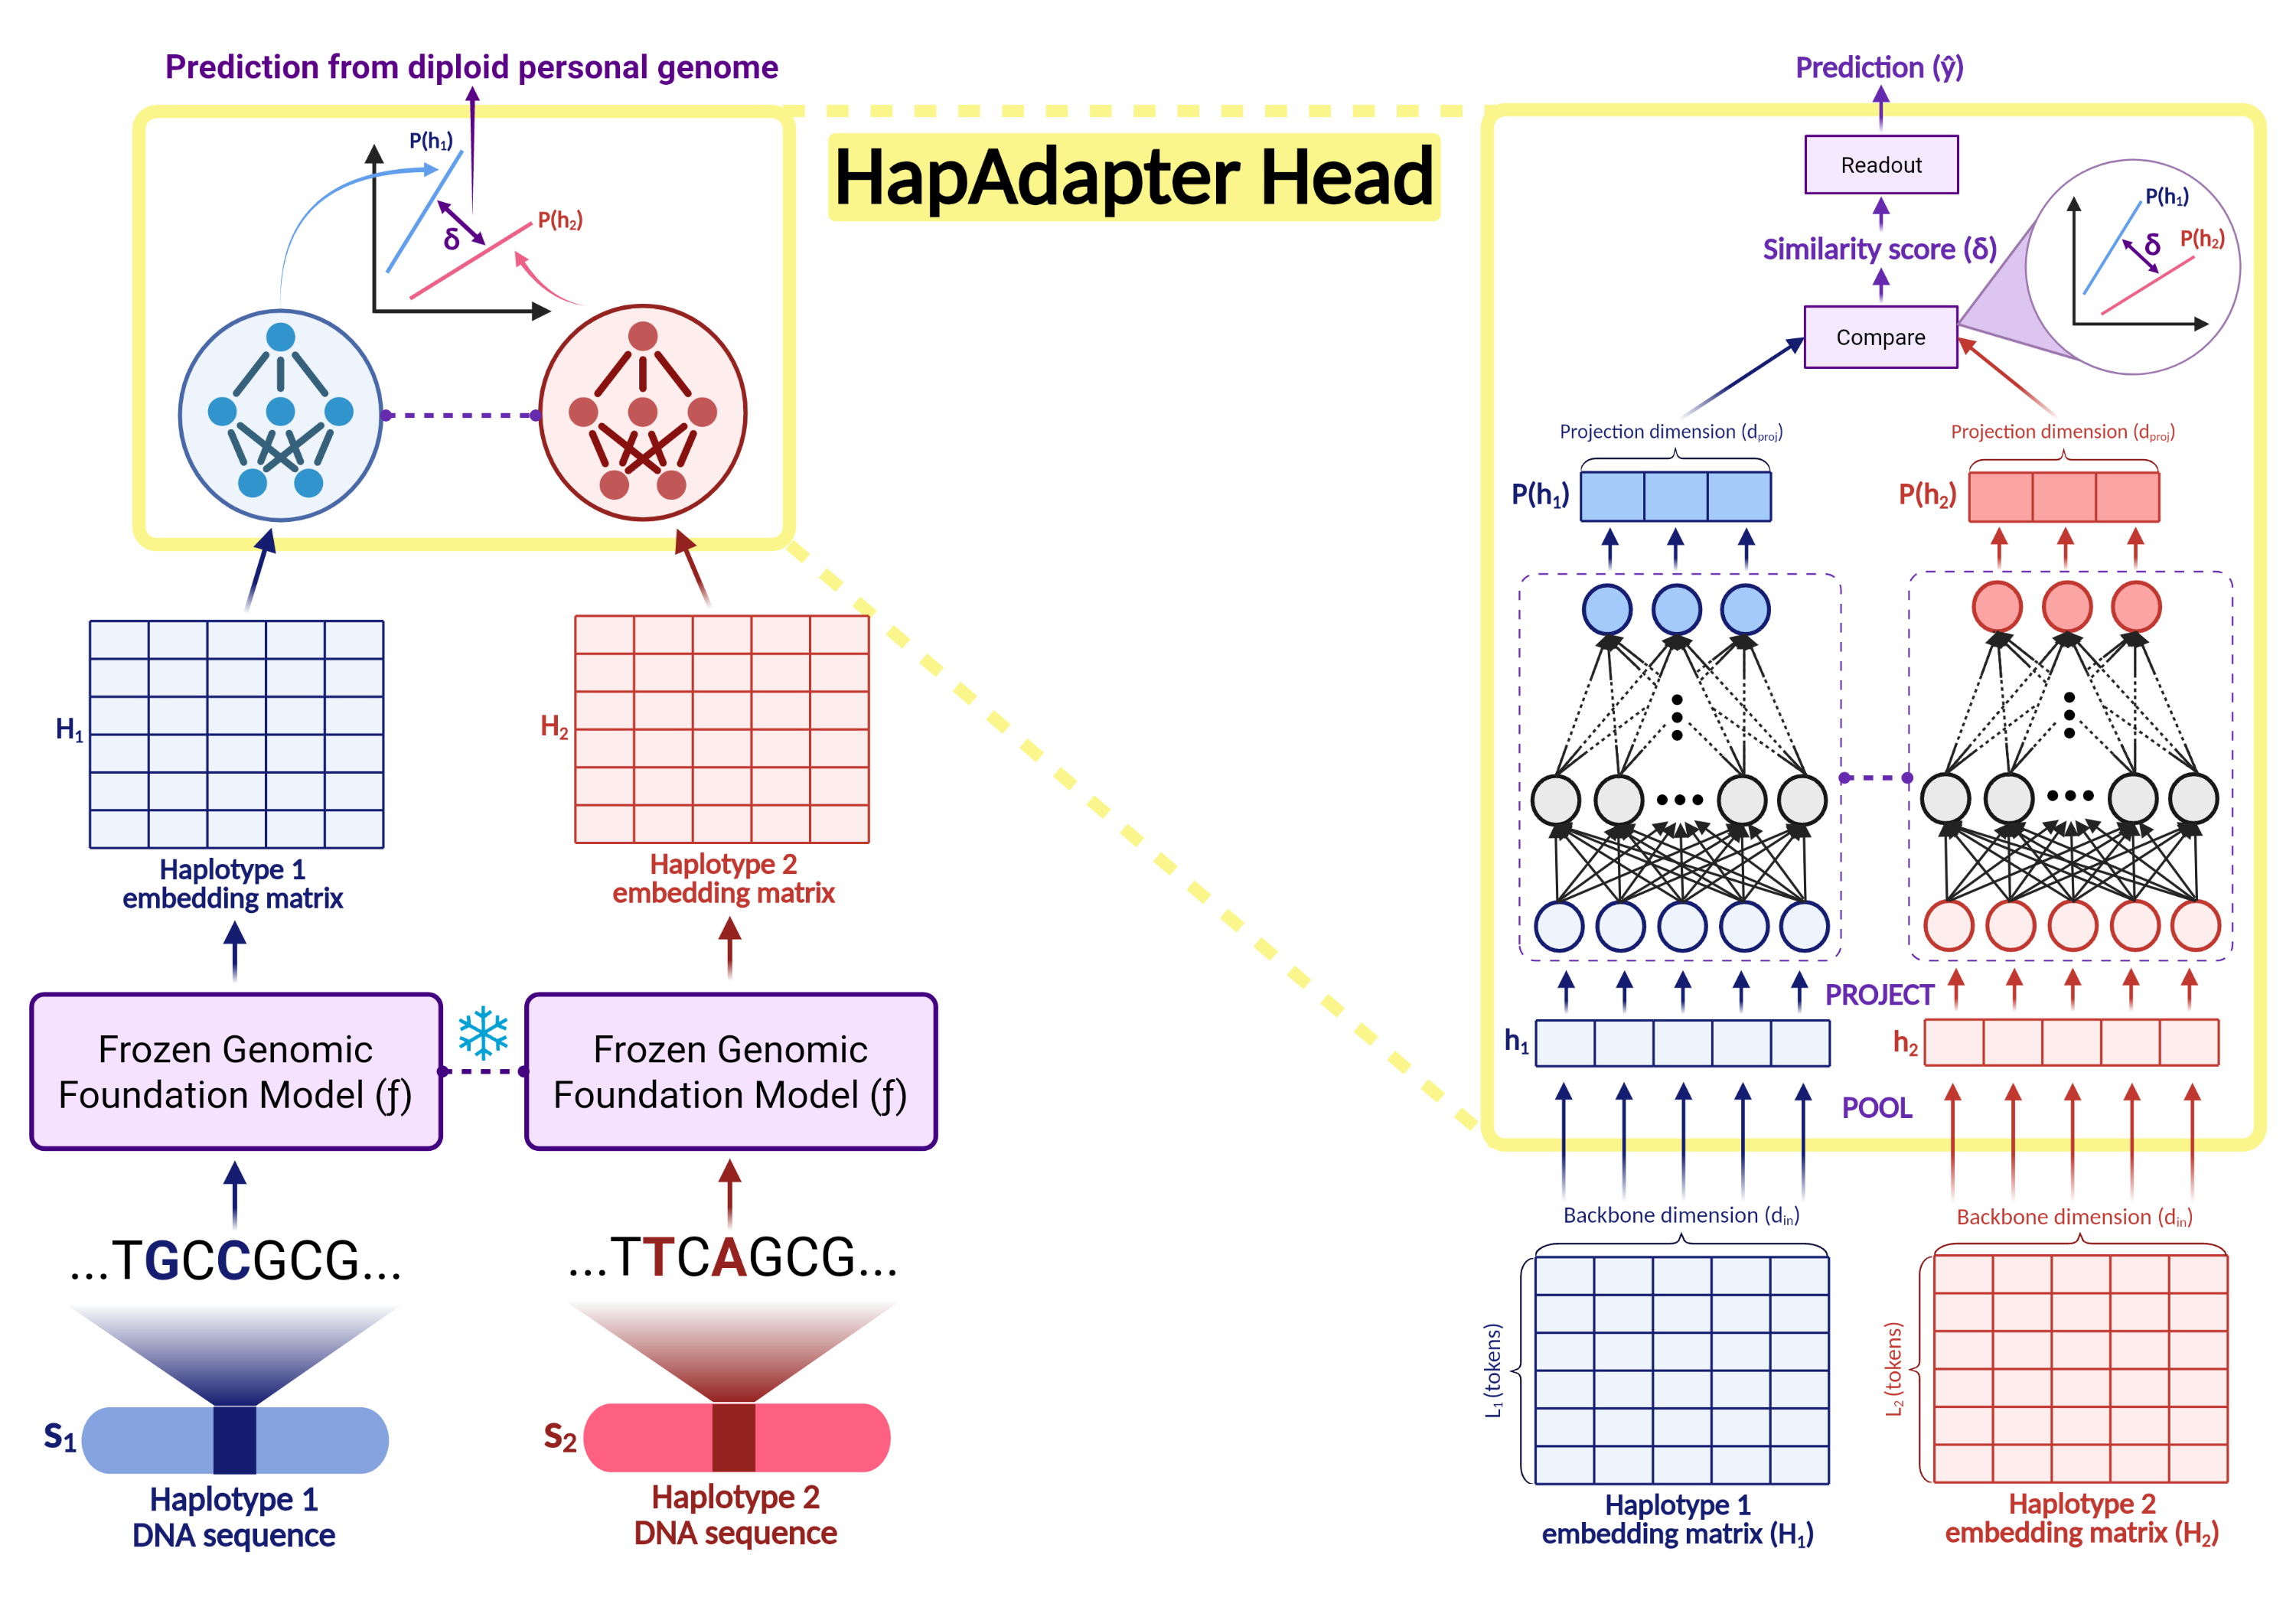 Prediction from diploid personal genome
P(h₁)
P(h₂)
δ
H₁
Haplotype 1
embedding matrix
H₂
Haplotype 2
embedding matrix
Frozen Genomic
Foundation Model (ƒ)
Frozen Genomic
Foundation Model (ƒ)
...TGCCGCG...
...TTCAGCG...
S₁
Haplotype 1
DNA sequence
S₂
Haplotype 2
DNA sequence
HapAdapter Head
Prediction (ŷ)
Readout
Similarity score (δ)
Compare
P(h₁)
δ
P(h₂)
Projection dimension (dproj)
Projection dimension (dproj)
P(h₁)
P(h₂)
PROJECT
h₁
h₂
POOL
Backbone dimension (din)
Backbone dimension (din)
L₁ (tokens)
L₂ (tokens)
Haplotype 1
embedding matrix (H₁)
Haplotype 2
embedding matrix (H₂)